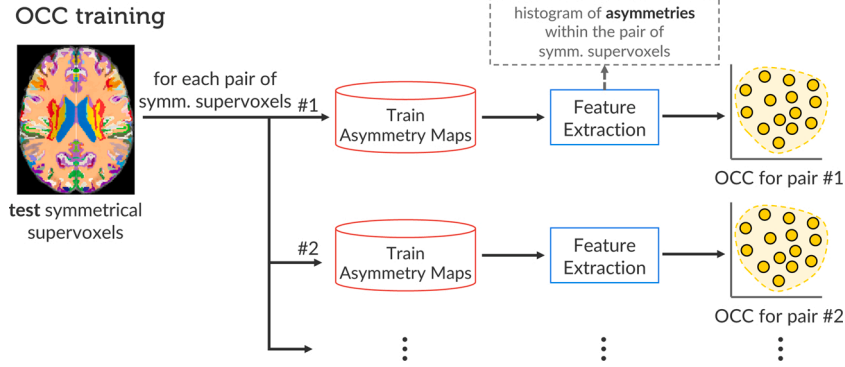 OCC training
histogram of asymmetries
within the pair of
symm. supervoxels
for each pair of
symm. supervoxels
#1
Train
Asymmetry Maps
Feature
Extraction
OCC for pair #1
test symmetrical
supervoxels
#2
Train
Asymmetry Maps
Feature
Extraction
OCC for pair #2